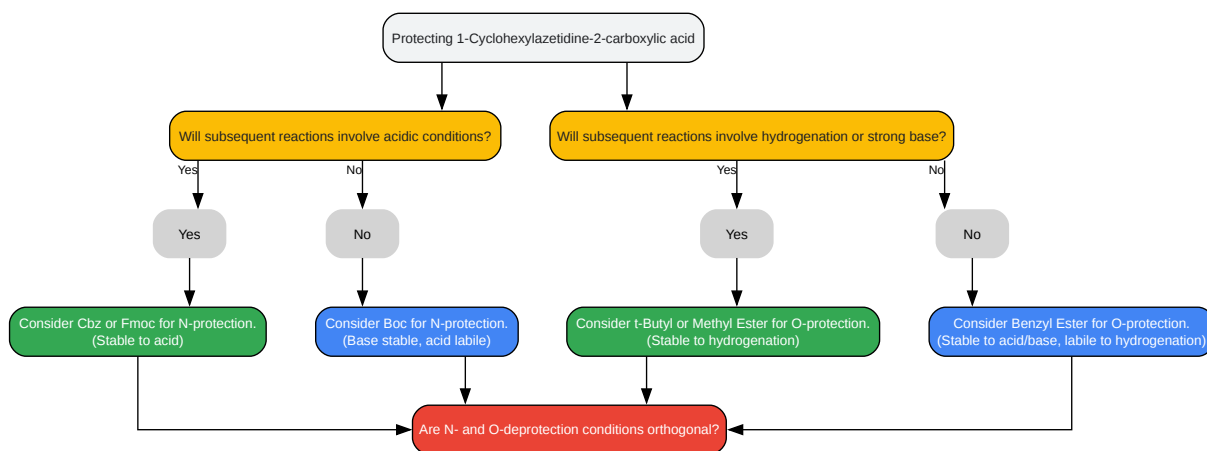 Protecting 1-Cyclohexylazetidine-2-carboxylic acid
Will subsequent reactions involve acidic conditions?
Will subsequent reactions involve hydrogenation or strong base?
Yes
No
Yes
No
Yes
No
Yes
No
Consider Cbz or Fmoc for N-protection.
(Stable to acid)
Consider Boc for N-protection.
(Base stable, acid labile)
Consider t-Butyl or Methyl Ester for O-protection.
(Stable to hydrogenation)
Consider Benzyl Ester for O-protection.
(Stable to acid/base, labile to hydrogenation)
Are N- and O-deprotection conditions orthogonal?